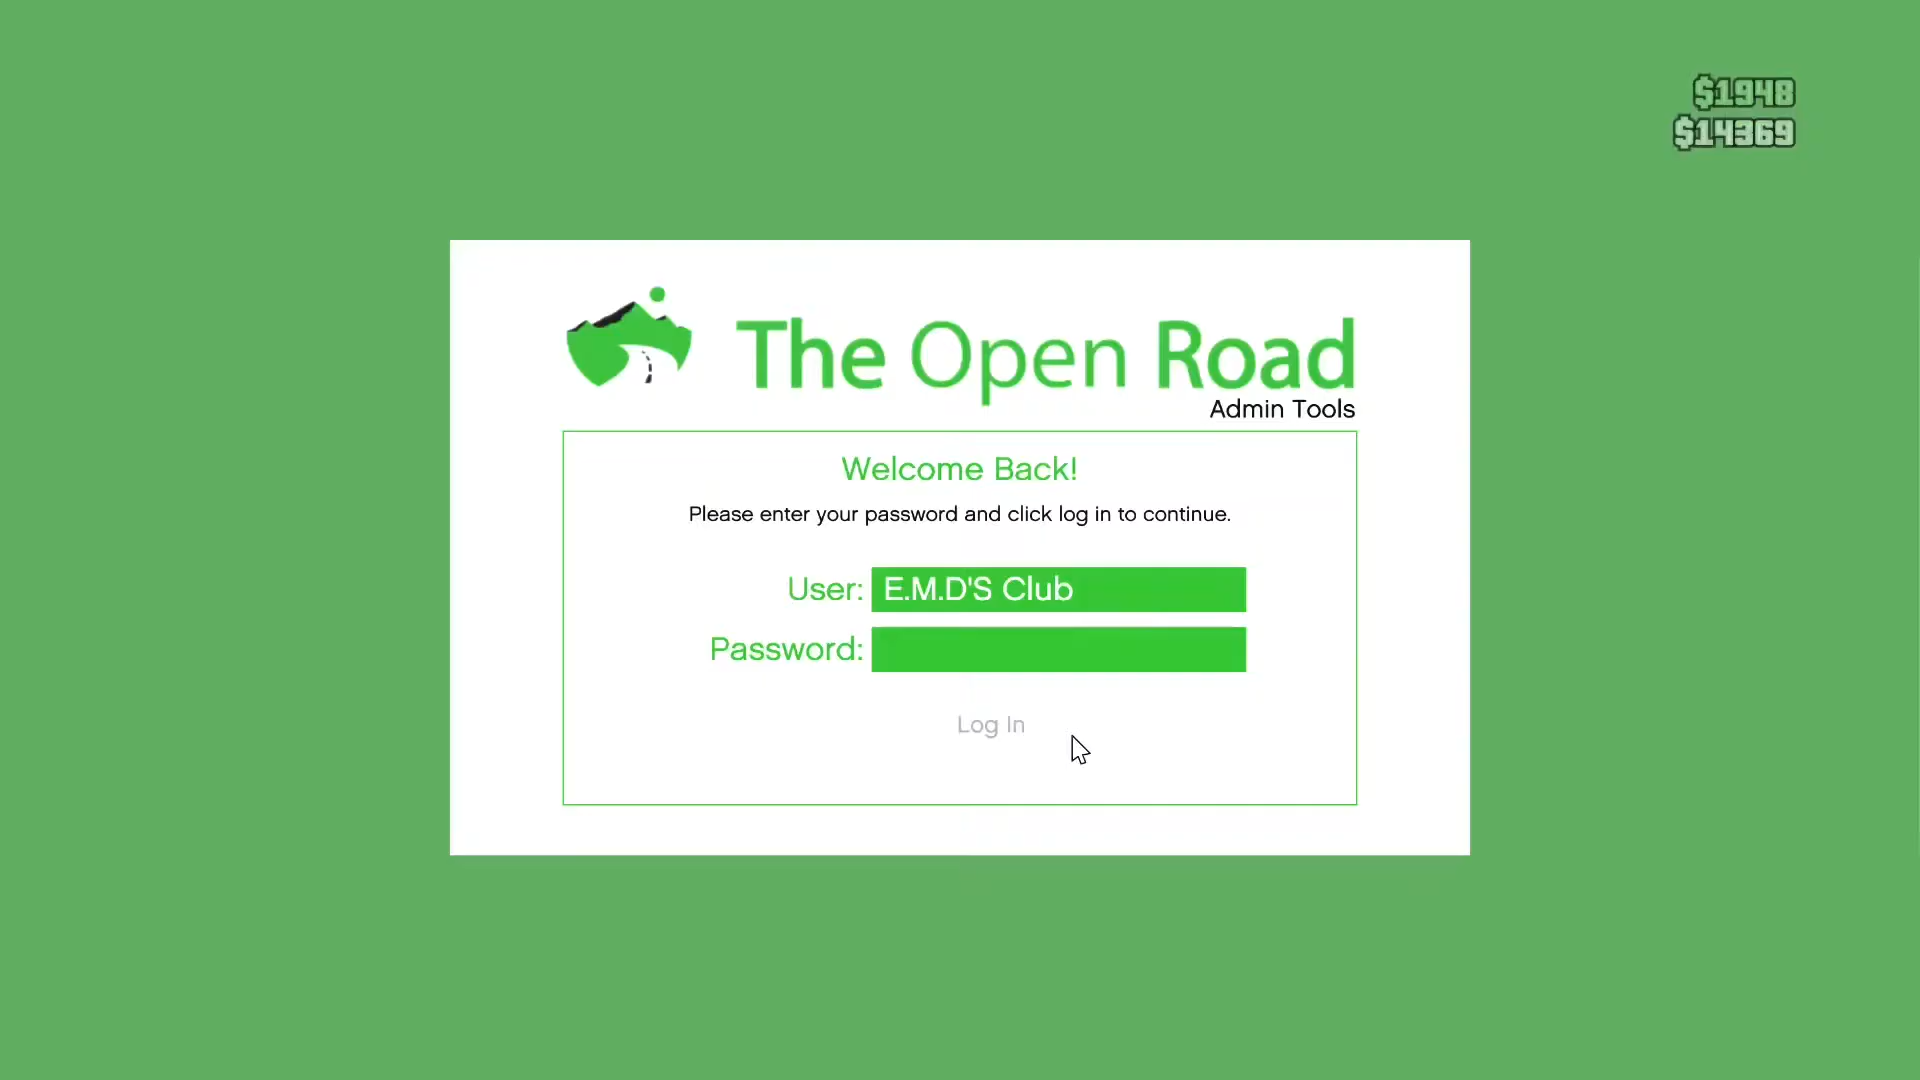 $1948
$14369
The Open Road
Admin Tools
Welcome Back!
Please enter your password and click log in to continue.
User: E.M.D'S Club
Password:
Log In